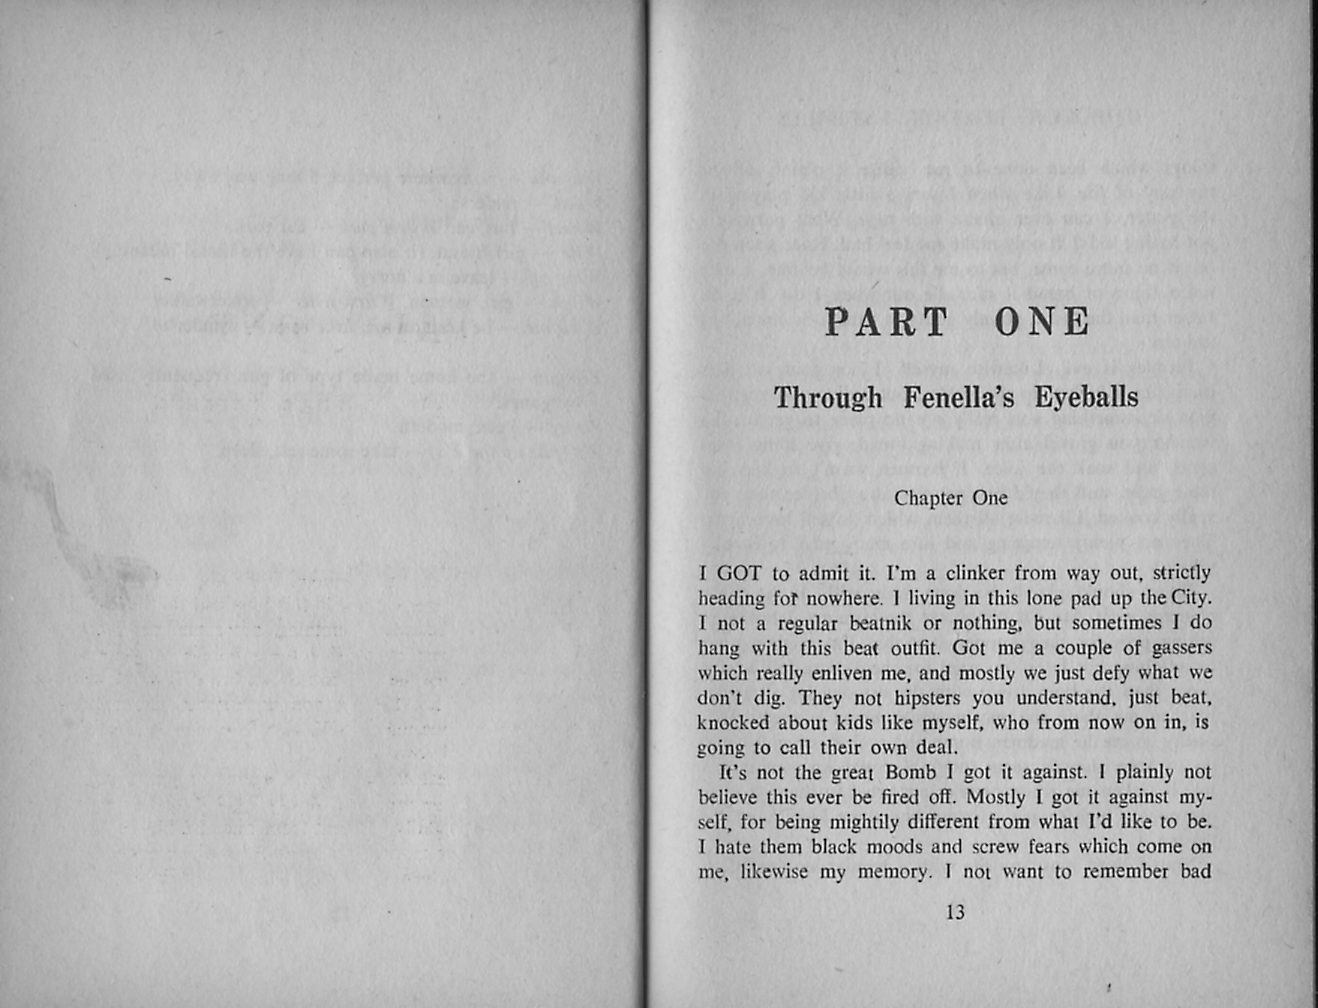 PART ONE
Through Fenella's Eyeballs
Chapter One
I GOT to admit it. I'm a clinker from way out, strictly
heading for nowhere. I living in this lone pad up the City.
I not a regular beatnik or nothing, but sometimes I do
hang with this beat outfit. Got me a couple of gassers
which really enliven me, and mostly we just defy what we
don't dig. They not hipsters you understand, just beat,
knocked about kids like myself, who from now on in, is
going to call their own deal.
It's not the great Bomb I got it against. I plainly not
believe this ever be fired off. Mostly I got it against my-
self, for being mightily different from what I'd like to be.
I hate them black moods and screw fears which come on
me, likewise my memory. I not want to remember bad
13